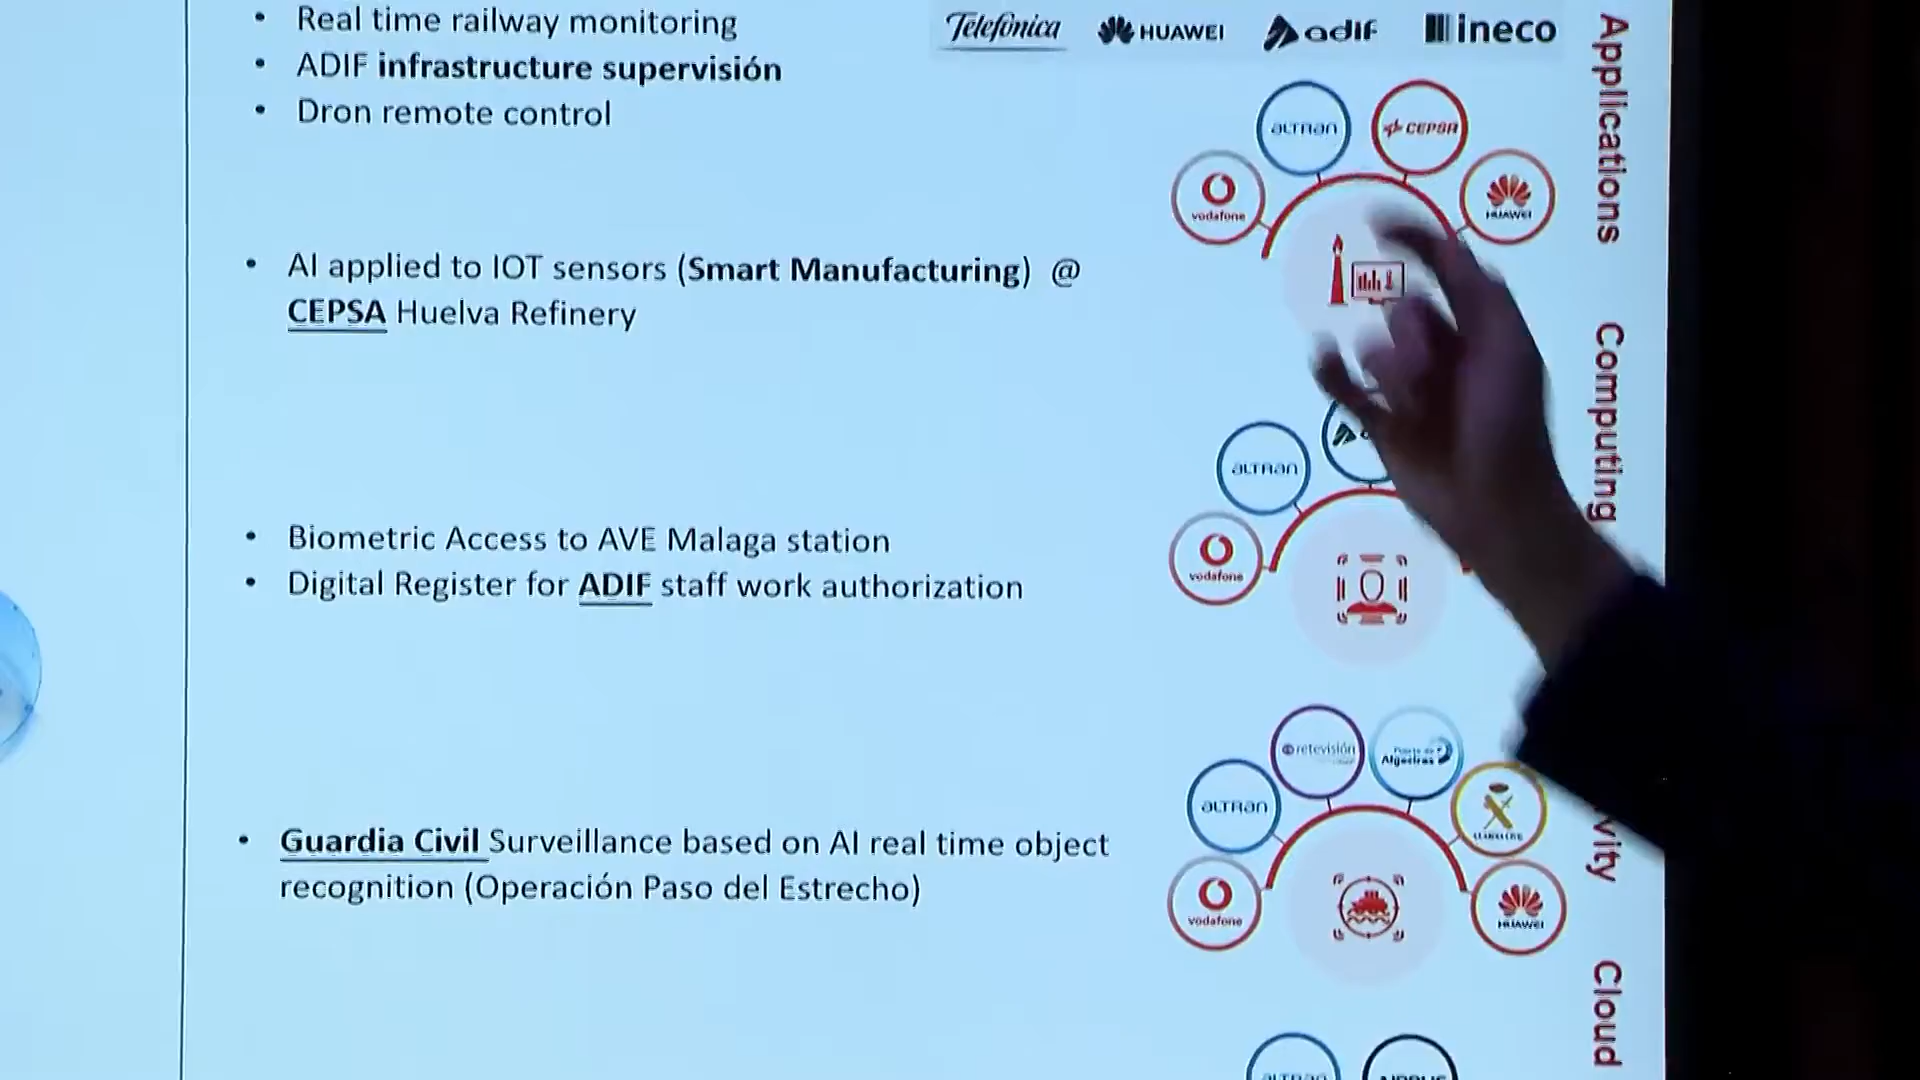 Real time railway monitoring
ADIF infrastructure supervisión
Dron remote control
Telefónica HUAWEI adif ineco
Applications
ALTRAN CEPSA
vodafone HUAWEI
AI applied to IOT sensors (Smart Manufacturing) @
CEPSA Huelva Refinery
Computing
ALTRAN
vodafone
Biometric Access to AVE Malaga station
Digital Register for ADIF staff work authorization
retevisión Algeciras
ALTRAN
vodafone HUAWEI
Guardia Civil Surveillance based on AI real time object
recognition (Operación Paso del Estrecho)
vity
Cloud
ALTRAN